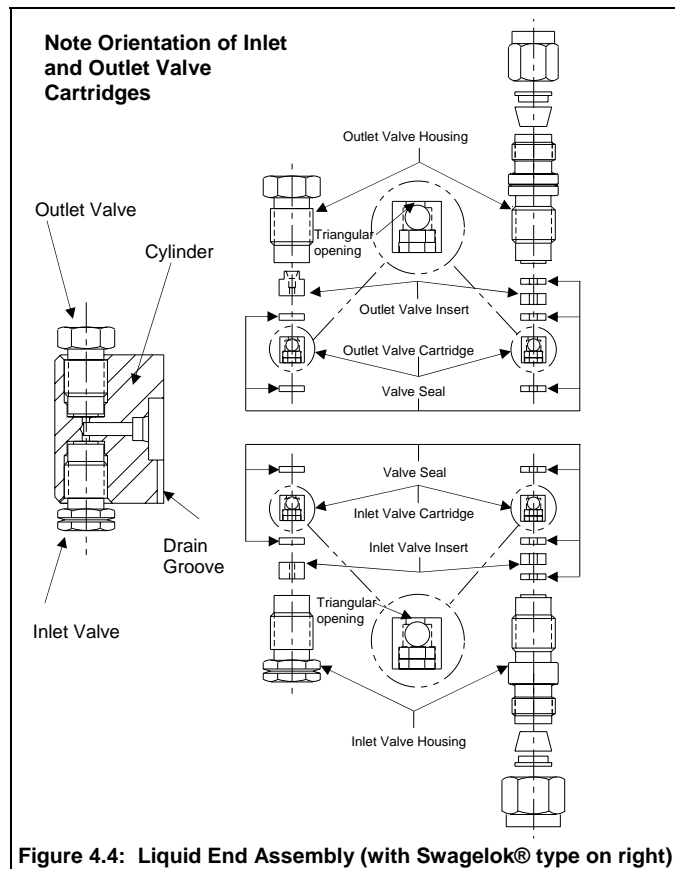 Note Orientation of Inlet
and Outlet Valve
Cartridges
Outlet Valve
Cylinder
Drain
Groove
Inlet Valve
Outlet Valve Housing
Triangular
opening
Outlet Valve Insert
Outlet Valve Cartridge
Valve Seal
Valve Seal
Inlet Valve Cartridge
Inlet Valve Insert
Triangular
opening
Inlet Valve Housing
Figure 4.4: Liquid End Assembly (with Swagelok® type on right)